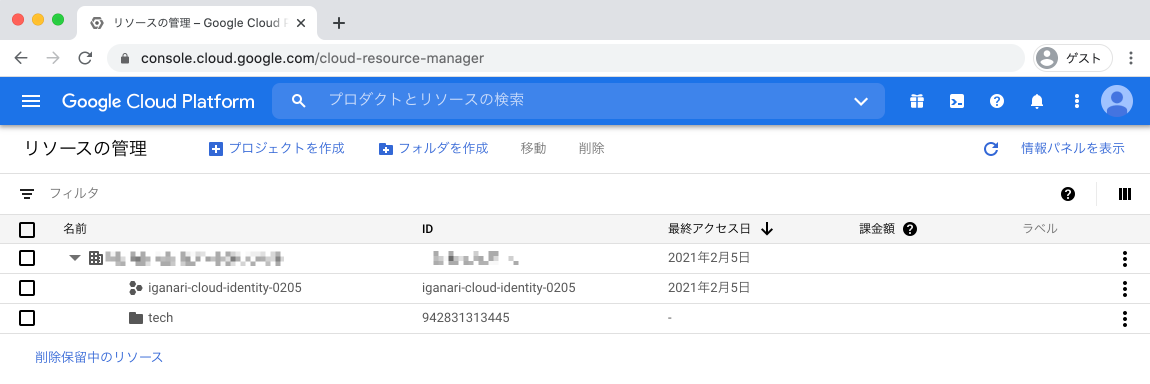 リソースの管理 – Google Cloud P
console.cloud.google.com/cloud-resource-manager
ゲスト
Google Cloud Platform
プロダクトとリソースの検索
リソースの管理
プロジェクトを作成
フォルダを作成
移動
削除
情報パネルを表示
フィルタ
名前 ID 最終アクセス日 課金額 ラベル
2021年2月5日
iganari-cloud-identity-0205 iganari-cloud-identity-0205 2021年2月5日
tech 942831313445 -
削除保留中のリソース